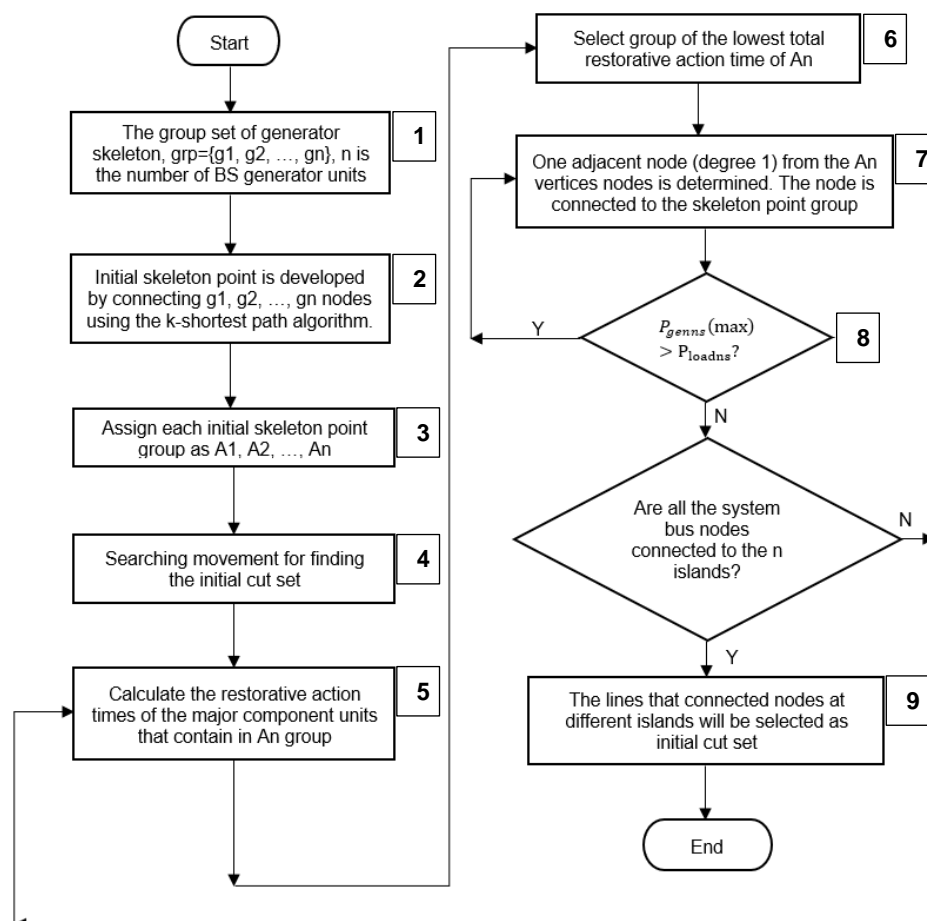 Start
The group set of generator
skeleton, grp={g1, g2, ..., gn}, n is
the number of BS generator units
1
Initial skeleton point is developed
by connecting g1, g2, ..., gn nodes
using the k-shortest path algorithm.
2
Assign each initial skeleton point
group as A1, A2, ..., An
3
Searching movement for finding
the initial cut set
4
Calculate the restorative action
times of the major component units
that contain in An group
5
Select group of the lowest total
restorative action time of An
6
One adjacent node (degree 1) from the An
vertices nodes is determined. The node is
connected to the skeleton point group
7
P_genns(max)
> P_loadns?
8
Y
N
Are all the system
bus nodes
connected to the n
islands?
N
Y
The lines that connected nodes at
different islands will be selected as
initial cut set
9
End